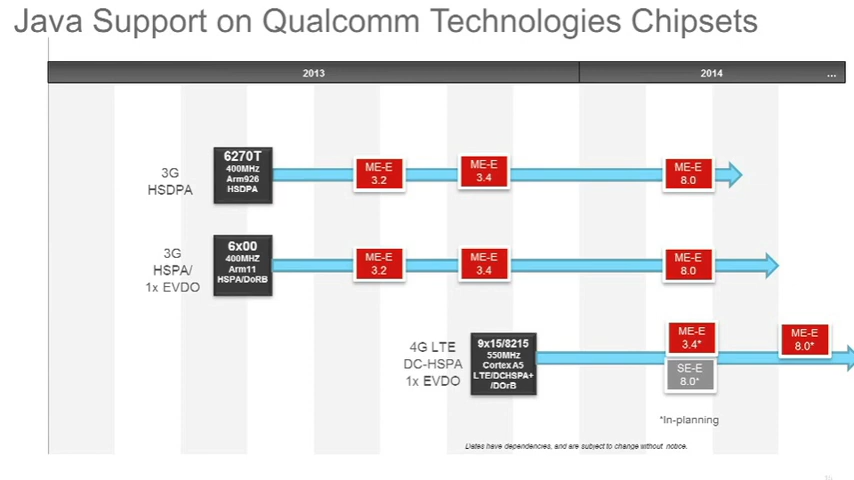 Java Support on Qualcomm Technologies Chipsets
2013
2014
...
3G
HSDPA
6270T
400MHz
Arm926
HSDPA
ME-E
3.2
ME-E
3.4
ME-E
8.0
3G
HSPA/
1x EVDO
6x00
400MHZ
Arm11
HSPA/DoRB
ME-E
3.2
ME-E
3.4
ME-E
8.0
4G LTE
DC-HSPA
1x EVDO
9x15/8215
550MHz
Cortex A5
LTE/DCHSPA+
/DOrB
ME-E
3.4*
SE-E
8.0*
ME-E
8.0*
*In-planning
Dates have dependencies, and are subject to change without notice.